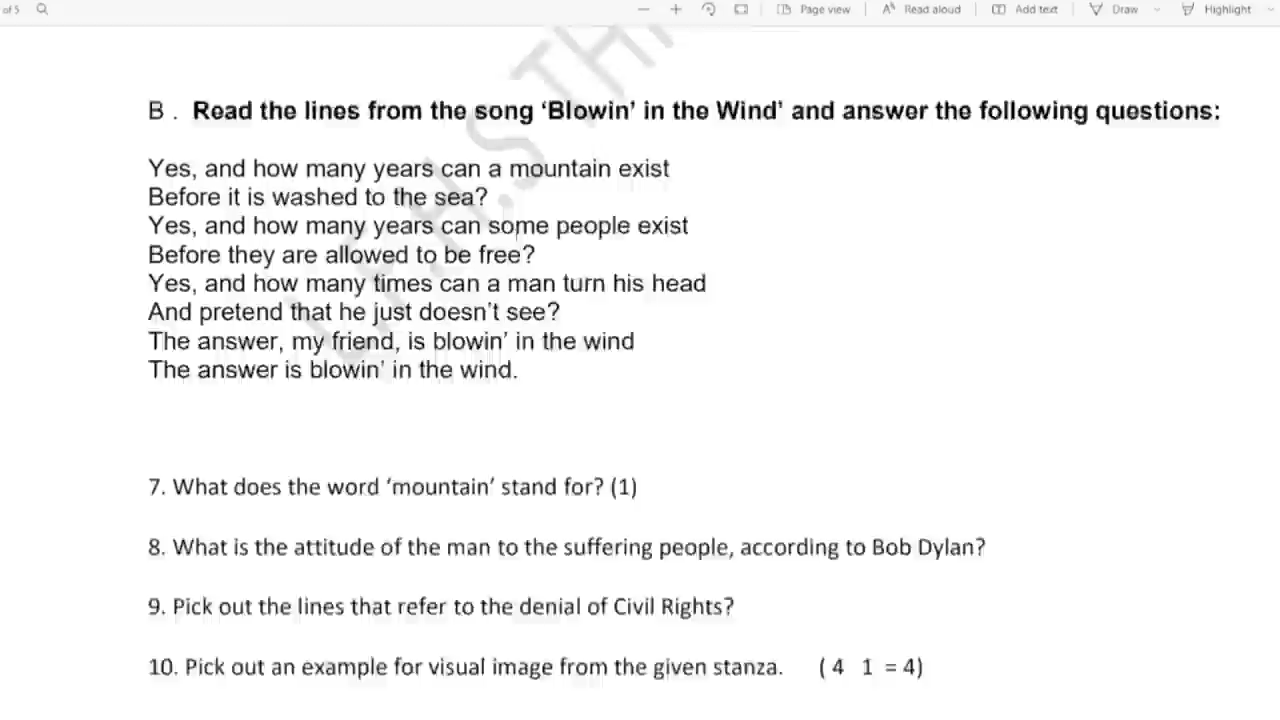 of 5
Page view
Read aloud
Add text
Draw
Highlight
B . Read the lines from the song ‘Blowin’ in the Wind’ and answer the following questions:
Yes, and how many years can a mountain exist
Before it is washed to the sea?
Yes, and how many years can some people exist
Before they are allowed to be free?
Yes, and how many times can a man turn his head
And pretend that he just doesn’t see?
The answer, my friend, is blowin’ in the wind
The answer is blowin’ in the wind.
7. What does the word ‘mountain’ stand for? (1)
8. What is the attitude of the man to the suffering people, according to Bob Dylan?
9. Pick out the lines that refer to the denial of Civil Rights?
10. Pick out an example for visual image from the given stanza. ( 4 1 = 4)